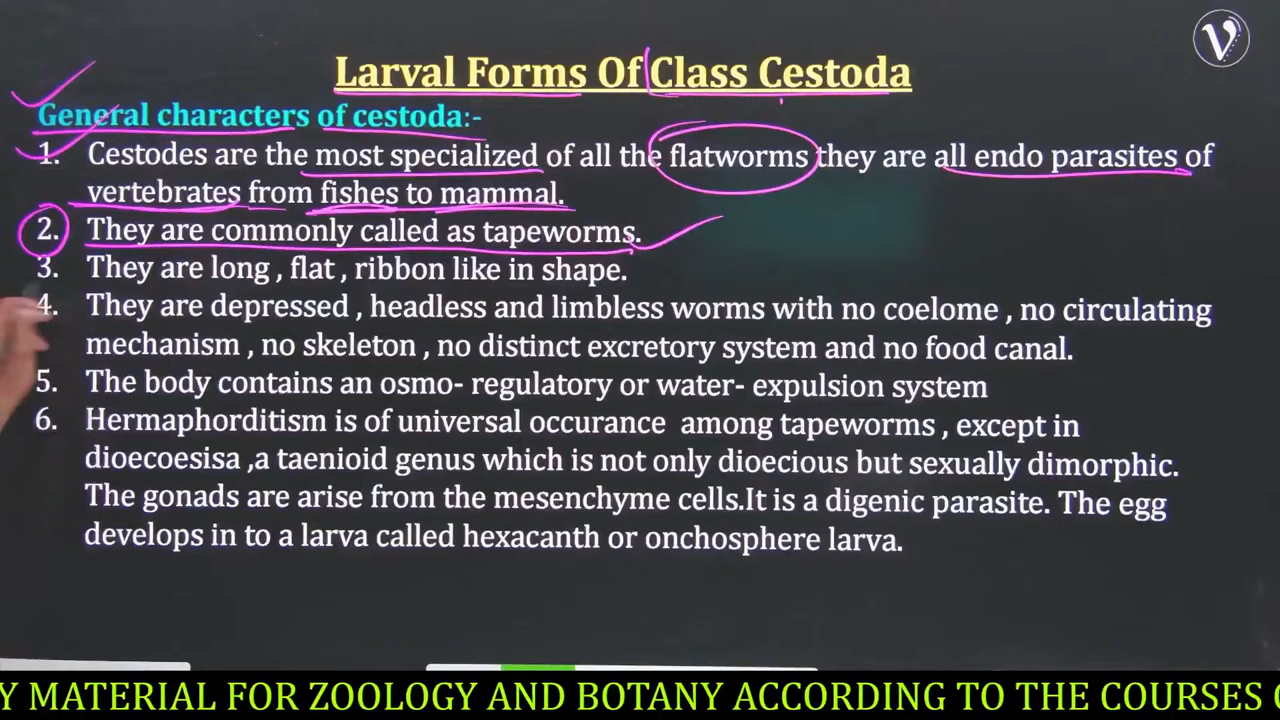 V
Larval Forms Of Class Cestoda
General characters of cestoda:-
1. Cestodes are the most specialized of all the flatworms they are all endo parasites of
vertebrates from fishes to mammal.
2. They are commonly called as tapeworms.
3. They are long , flat , ribbon like in shape.
4. They are depressed , headless and limbless worms with no coelome , no circulating
mechanism , no skeleton , no distinct excretory system and no food canal.
5. The body contains an osmo- regulatory or water- expulsion system
6. Hermaphorditism is of universal occurance among tapeworms , except in
dioecoesisa ,a taenioid genus which is not only dioecious but sexually dimorphic.
The gonads are arise from the mesenchyme cells.It is a digenic parasite. The egg
develops in to a larva called hexacanth or onchosphere larva.
Y MATERIAL FOR ZOOLOGY AND BOTANY ACCORDING TO THE COURSES